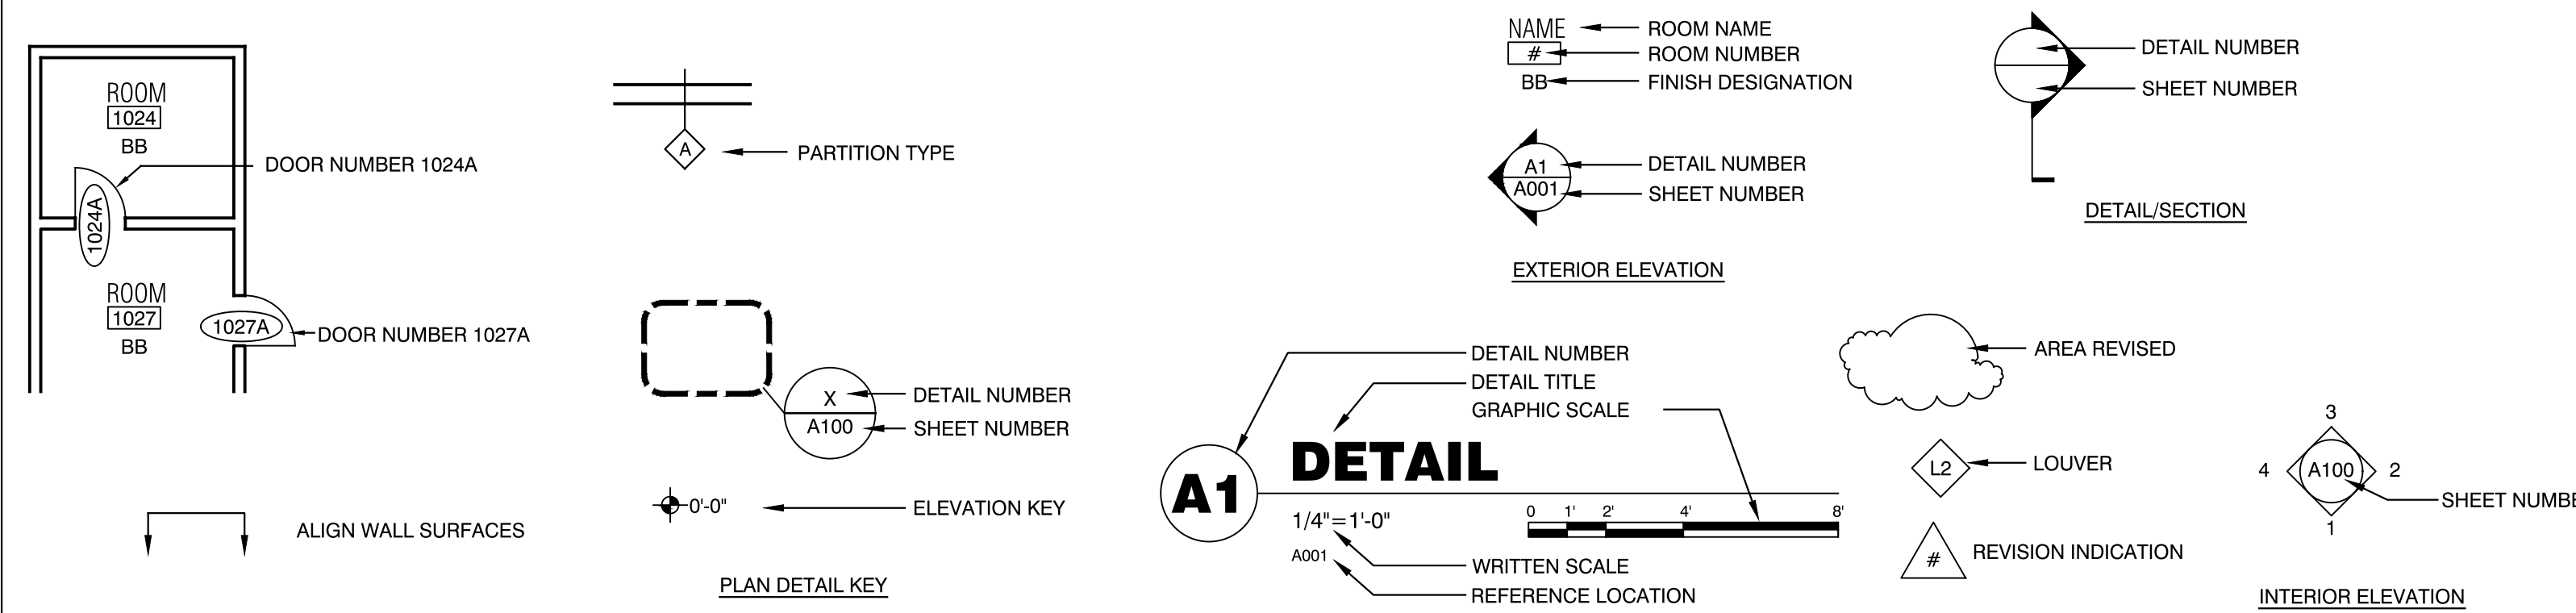 ROOM
1024
BB
DOOR NUMBER 1024A
1024A
ROOM
1027
BB
1027A
DOOR NUMBER 1027A
ALIGN WALL SURFACES
A
PARTITION TYPE
X
A100
DETAIL NUMBER
SHEET NUMBER
0'-0"
ELEVATION KEY
PLAN DETAIL KEY
NAME
ROOM NAME
#
ROOM NUMBER
BB
FINISH DESIGNATION
A1
DETAIL NUMBER
A001
SHEET NUMBER
EXTERIOR ELEVATION
DETAIL NUMBER
SHEET NUMBER
DETAIL/SECTION
DETAIL NUMBER
DETAIL TITLE
GRAPHIC SCALE
A1
DETAIL
1/4"=1'-0"
A001
0 1' 2' 4' 8'
WRITTEN SCALE
REFERENCE LOCATION
AREA REVISED
L2
LOUVER
#
REVISION INDICATION
3
4
A100
2
1
SHEET NUMBE
INTERIOR ELEVATION